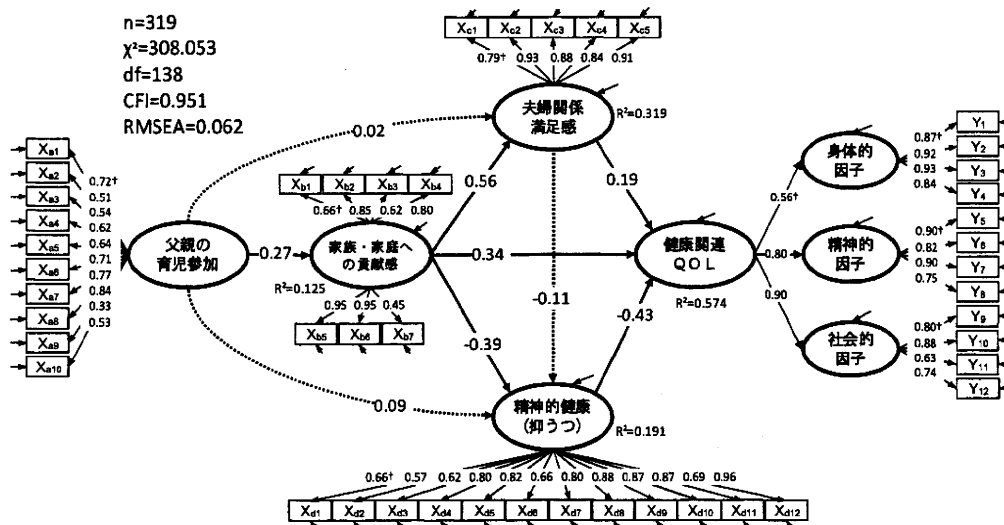 n=319
χ²=308.053
df=138
CFI=0.951
RMSEA=0.062
Xc1 Xc2 Xc3 Xc4 Xc5
0.79† 0.93 0.88 0.84 0.91
夫婦関係
満足感
R²=0.319
0.02
Xa1
Xa2
Xa3
Xa4
Xa5
Xa6
Xa7
Xa8
Xa9
Xa10
0.72†
0.51
0.54
0.62
0.64
0.71
0.77
0.84
0.33
0.53
父親の
育児参加
0.27
Xb1 Xb2 Xb3 Xb4
0.66† 0.85 0.62 0.80
家族・家庭へ
の貢献感
R²=0.125
0.95 0.95 0.45
Xb5 Xb6 Xb7
0.56
0.19
0.34
-0.11
-0.39
-0.43
0.09
健康関連
QOL
R²=0.574
0.56†
0.80
0.90
身体的
因子
精神的
因子
社会的
因子
0.87†
0.92
0.93
0.84
0.90†
0.82
0.90
0.75
0.80†
0.88
0.63
0.74
Y1
Y2
Y3
Y4
Y5
Y6
Y7
Y8
Y9
Y10
Y11
Y12
精神的健康
(抑うつ)
R²=0.191
0.66† 0.57 0.62 0.80 0.82 0.66 0.80 0.88 0.87 0.87 0.69 0.96
Xd1 Xd2 Xd3 Xd4 Xd5 Xd6 Xd7 Xd8 Xd9 Xd10 Xd11 Xd12